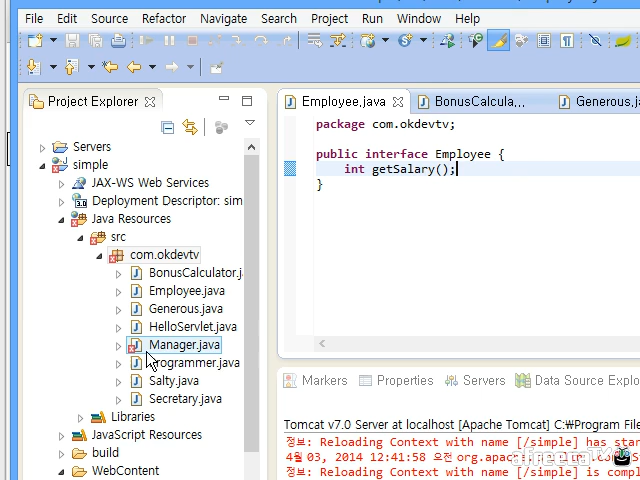 File Edit Source Refactor Navigate Search Project Run Window Help
Project Explorer
Servers
simple
JAX-WS Web Services
3.0
Deployment Descriptor: sim
Java Resources
src
com.okdevtv
BonusCalculator.j
Employee.java
Generous.java
HelloServlet.java
Manager.java
Programmer.java
Salty.java
Secretary.java
Libraries
JavaScript Resources
build
WebContent
Employee.java BonusCalcula... Generous.ja
package com.okdevtv;
public interface Employee {
int getSalary();
}
Markers Properties Servers Data Source Explo
Tomcat v7.0 Server at localhost [Apache Tomcat] C:₩Program File
정보: Reloading Context with name [/simple] has star
4월 03, 2014 12:41:58 오전 org.apache
정보: Reloading Context with name [/simple] is compl
afreecaTV